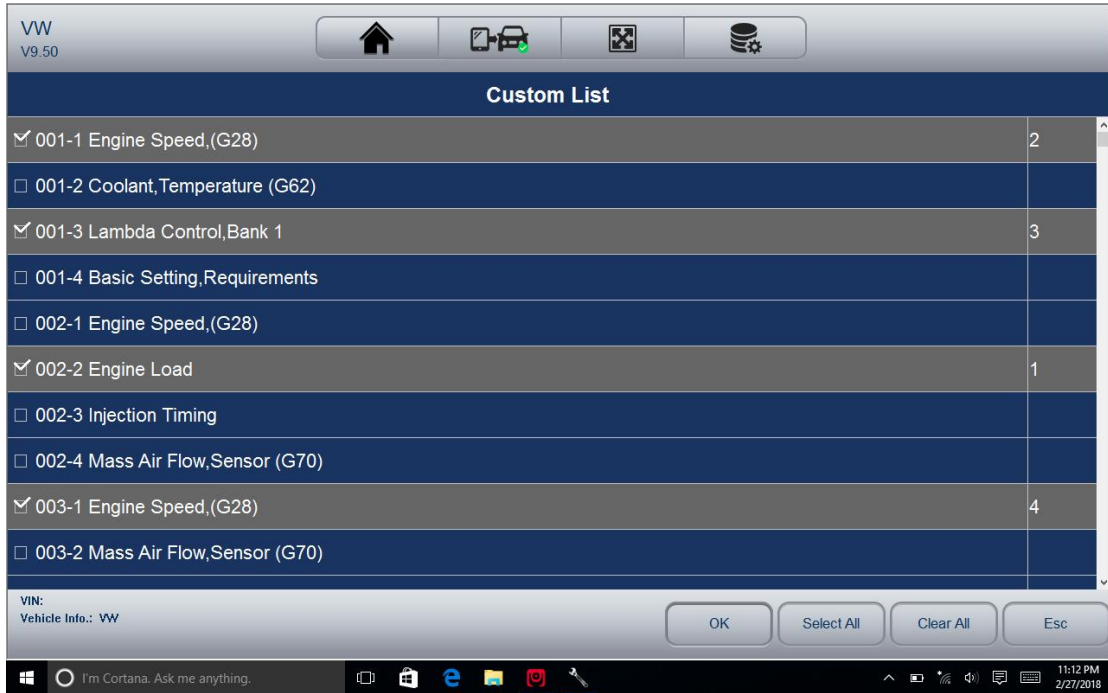 VW
V9.50
Custom List
001-1 Engine Speed,(G28) 2
001-2 Coolant,Temperature (G62)
001-3 Lambda Control,Bank 1 3
001-4 Basic Setting,Requirements
002-1 Engine Speed,(G28)
002-2 Engine Load 1
002-3 Injection Timing
002-4 Mass Air Flow,Sensor (G70)
003-1 Engine Speed,(G28) 4
003-2 Mass Air Flow,Sensor (G70)
VIN:
Vehicle Info.: VW
OK Select All Clear All Esc
I'm Cortana. Ask me anything.
11:12 PM
2/27/2018